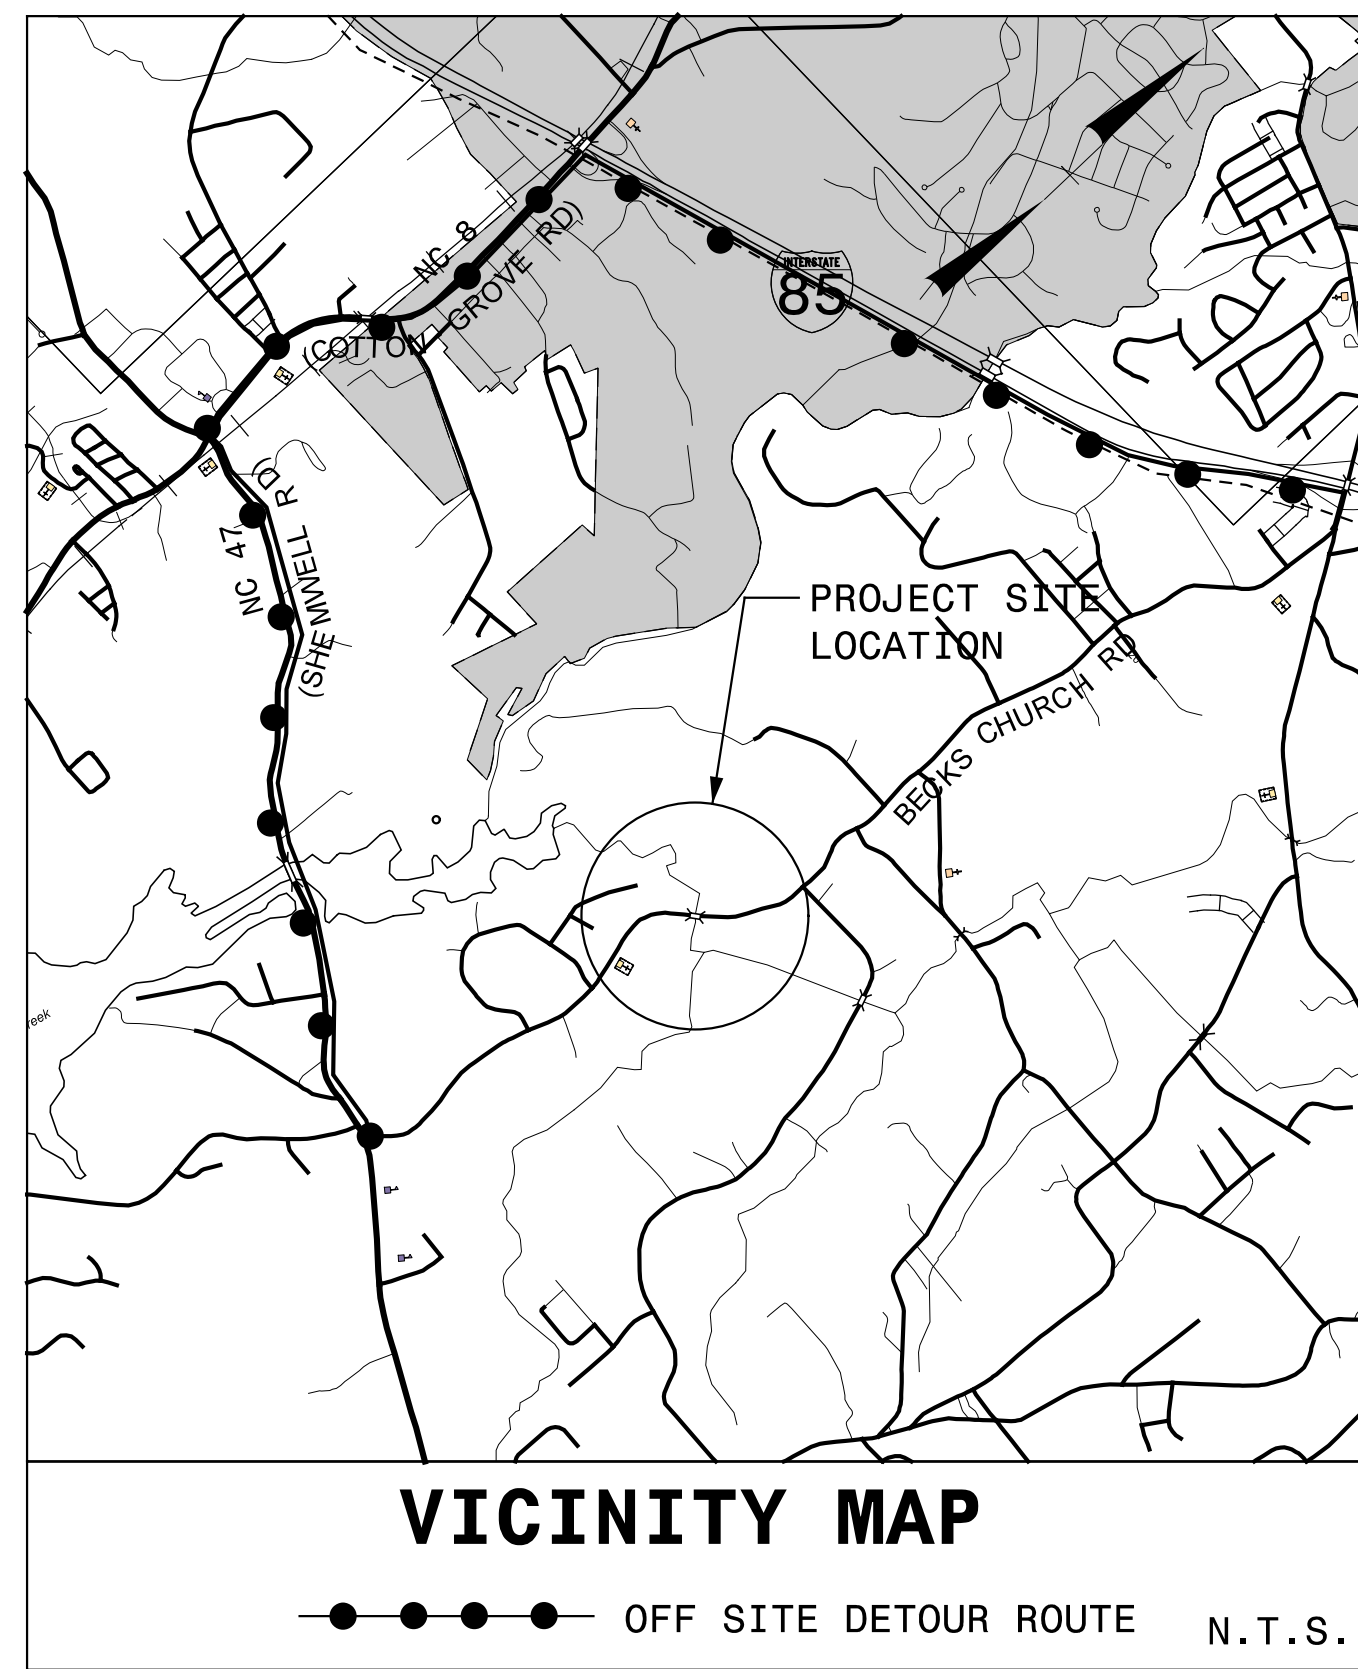 NC 8
(COTTON GROVE RD)
INTERSTATE
85
NC 47
(SHEMWELL RD)
PROJECT SITE
LOCATION
BECKS CHURCH RD
reek
VICINITY MAP
OFF SITE DETOUR ROUTE
N.T.S.